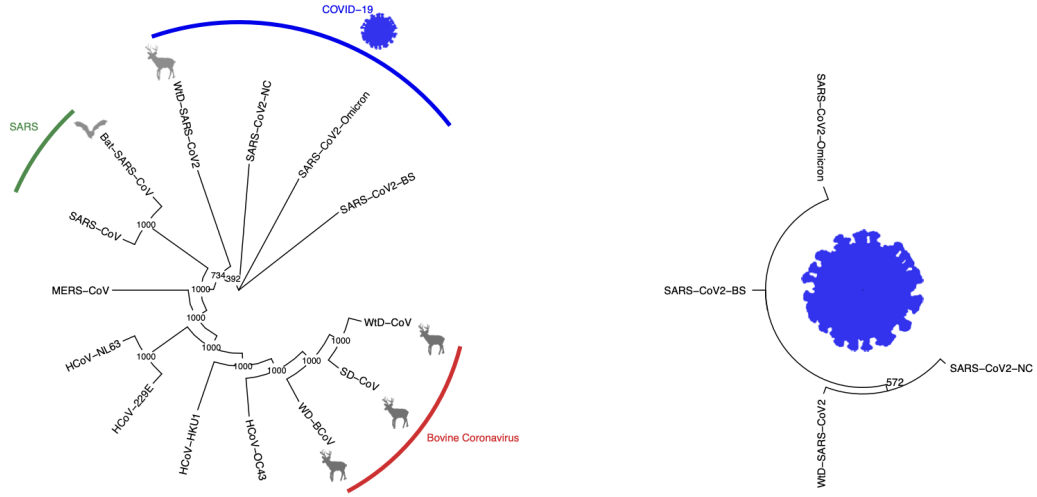 COVID−19
SARS
WtD−SARS−CoV2
SARS−CoV2−NC
SARS−CoV2−Omicron
SARS−CoV2−BS
Bat−SARS−CoV
SARS−CoV
1000
734
392
1000
MERS−CoV
1000
HCoV−NL63
HCoV−229E
1000
1000
1000
1000
1000
1000
WtD−CoV
SD−CoV
WD−BCoV
HCoV−OC43
HCoV−HKU1
Bovine Coronavirus
SARS−CoV2−Omicron
SARS−CoV2−BS
SARS−CoV2−NC
572
WtD−SARS−CoV2